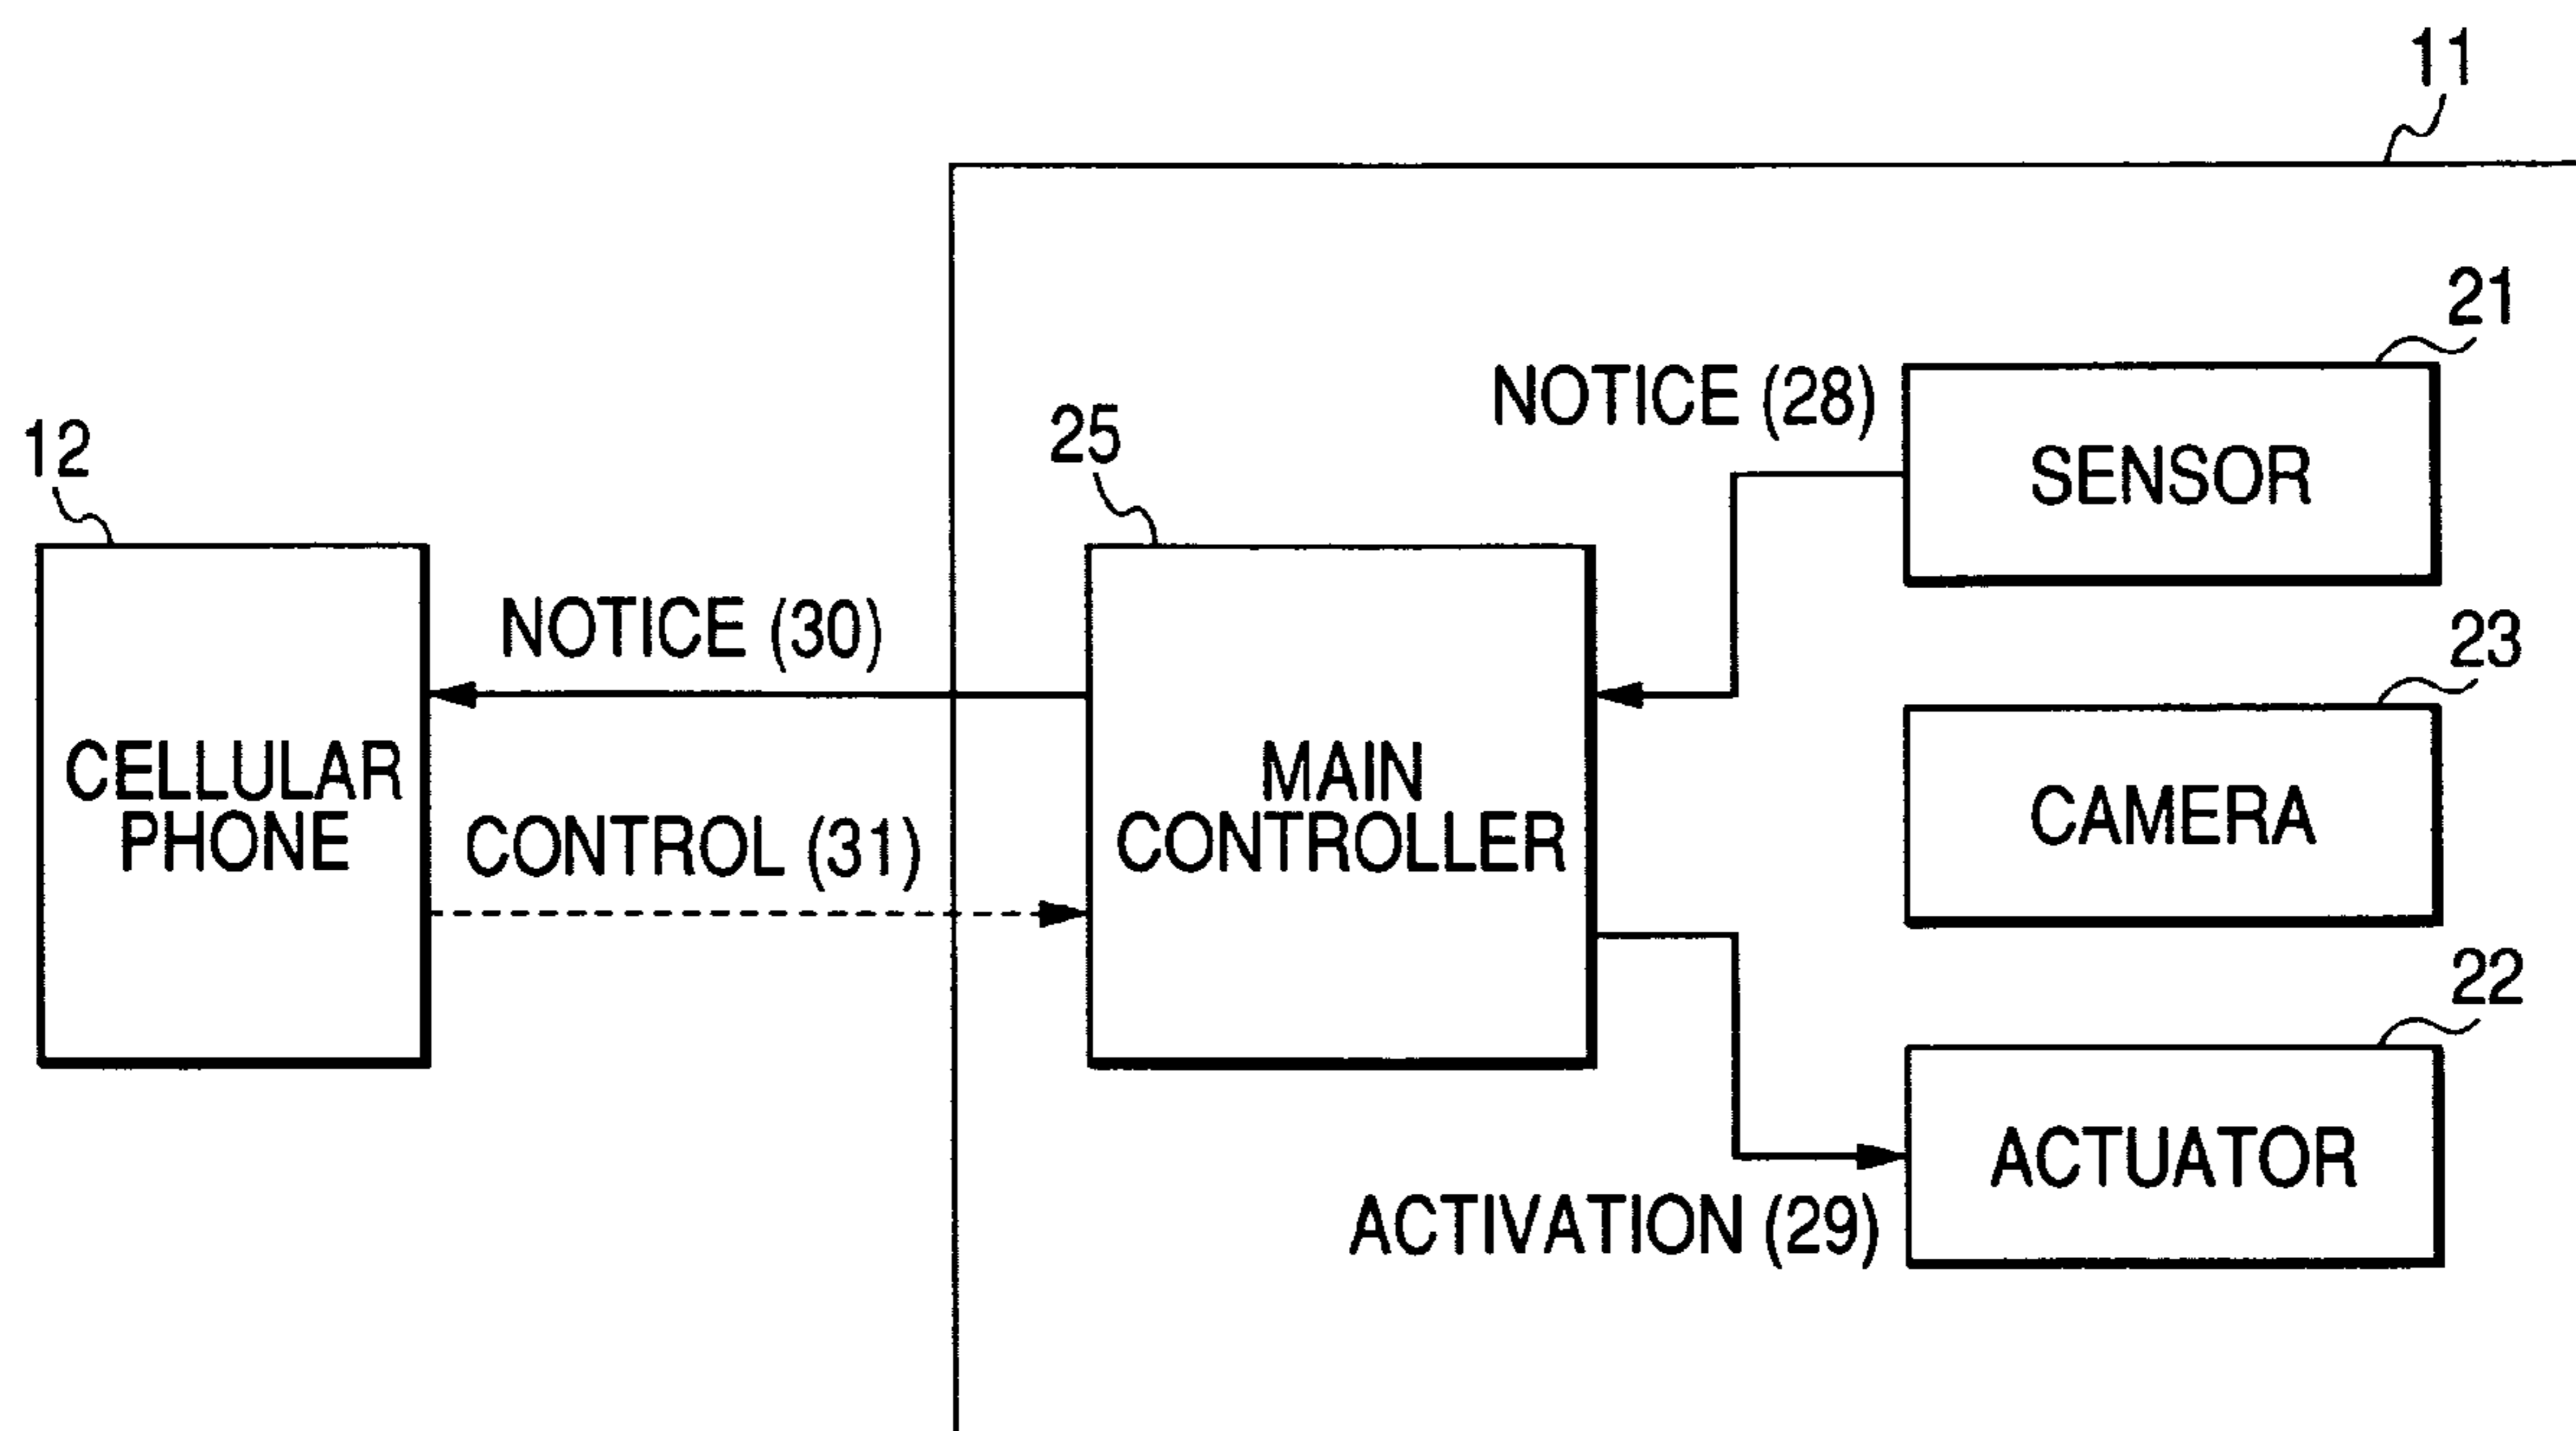 11
21
NOTICE (28)
SENSOR
12
25
NOTICE (30)
23
CELLULAR
PHONE
MAIN
CONTROLLER
CAMERA
CONTROL (31)
22
ACTUATOR
ACTIVATION (29)